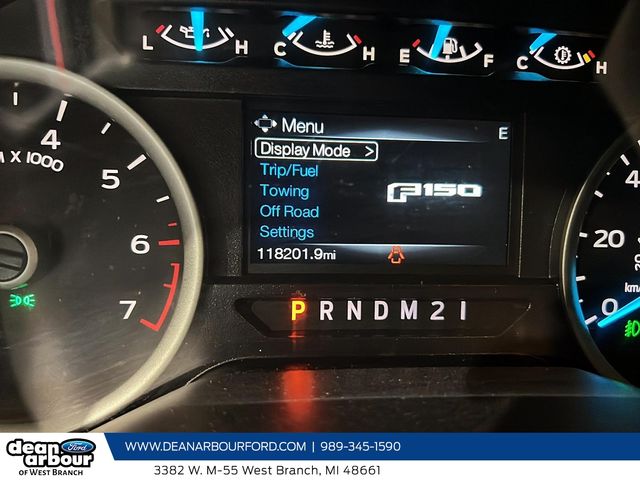 L H C H E F C H
Menu E
Display Mode >
Trip/Fuel
Towing
Off Road
Settings
F150
118201.9mi
4
5
6
7
X 1000
P R N D M 2 1
20
0
km/
dean arbour Ford
OF WEST BRANCH
WWW.DEANARBOURFORD.COM | 989-345-1590
3382 W. M-55 West Branch, MI 48661